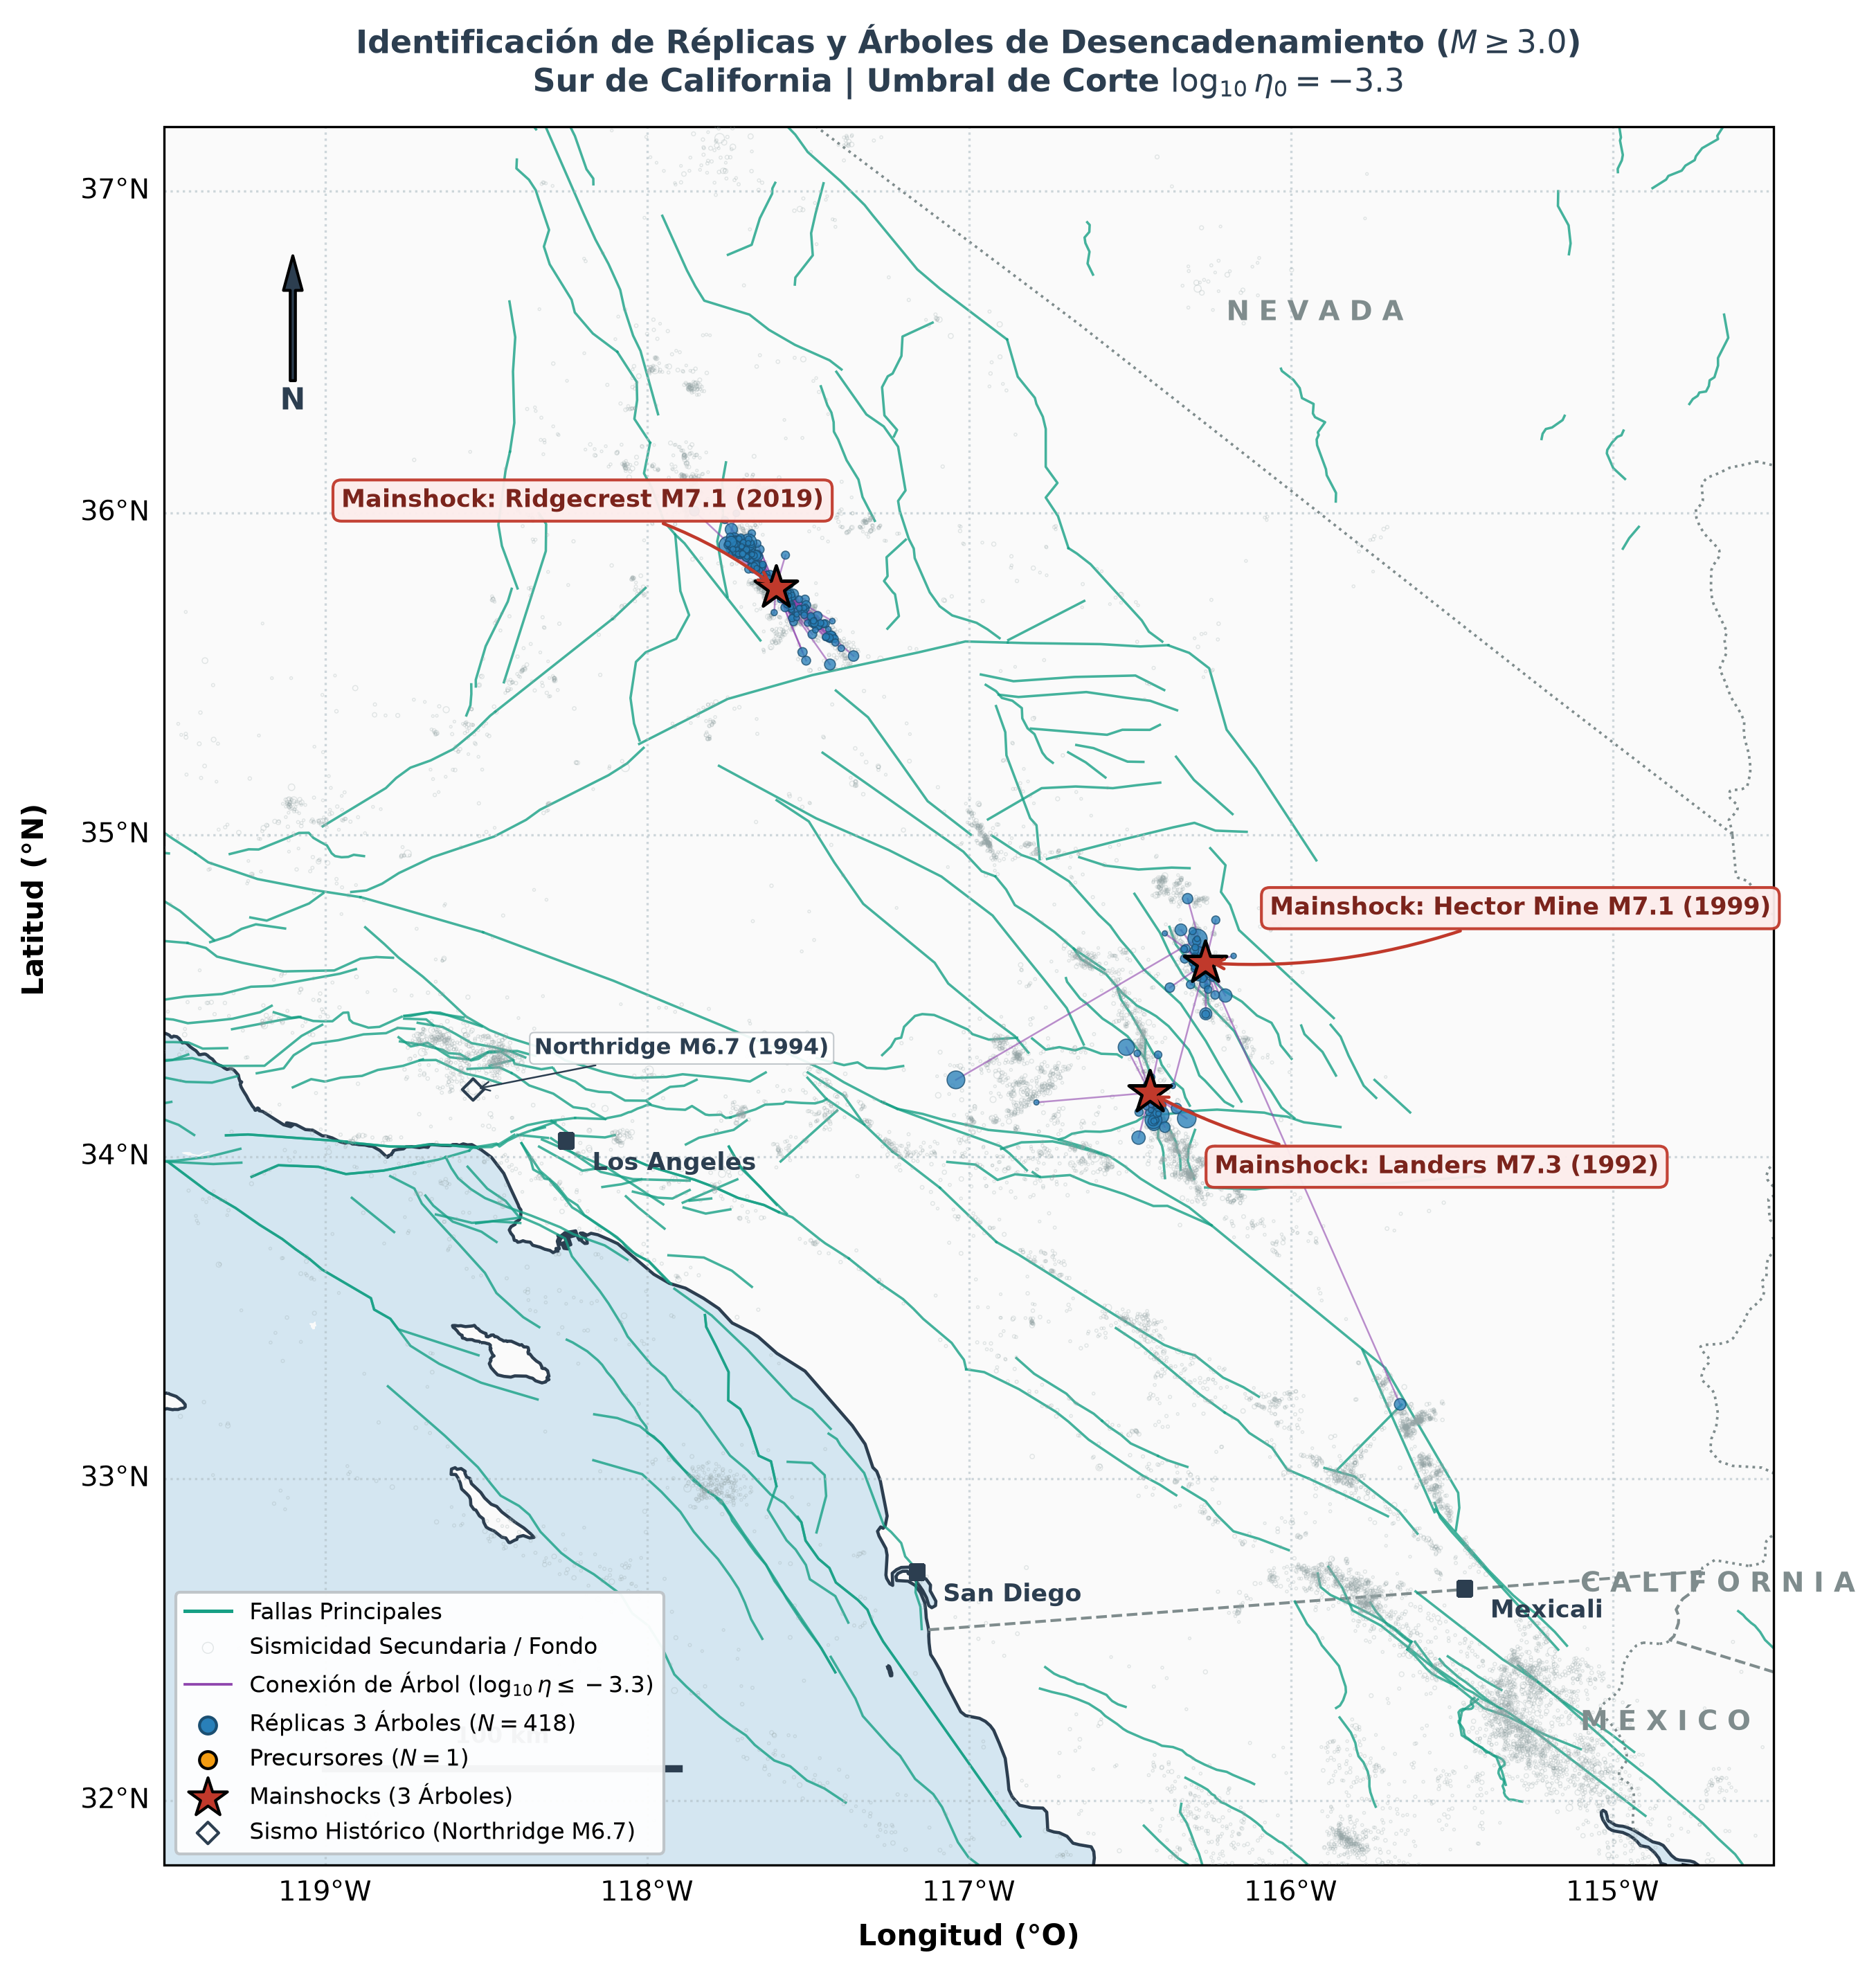 Identificación de Réplicas y Árboles de Desencadenamiento (M ≥ 3.0)
Sur de California | Umbral de Corte log₁₀ η₀ = −3.3
37°N
36°N
35°N
34°N
33°N
32°N
Latitud (°N)
N
NEVADA
Mainshock: Ridgecrest M7.1 (2019)
Mainshock: Hector Mine M7.1 (1999)
Northridge M6.7 (1994)
Los Angeles
Mainshock: Landers M7.3 (1992)
San Diego
CALIFORNIA
Mexicali
MÉXICO
Fallas Principales
Sismicidad Secundaria / Fondo
Conexión de Árbol (log₁₀ η ≤ −3.3)
Réplicas 3 Árboles (N = 418)
100 km
Precursores (N = 1)
Mainshocks (3 Árboles)
Sismo Histórico (Northridge M6.7)
119°W
118°W
117°W
116°W
115°W
Longitud (°O)